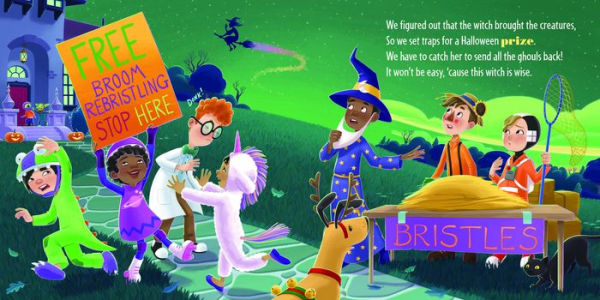 FREE
BROOM
REBRISTLING
STOP HERE
DINK!
We figured out that the witch brought the creatures,
So we set traps for a Halloween prize.
We have to catch her to send all the ghouls back!
It won't be easy, 'cause this witch is wise.
BRISTLES